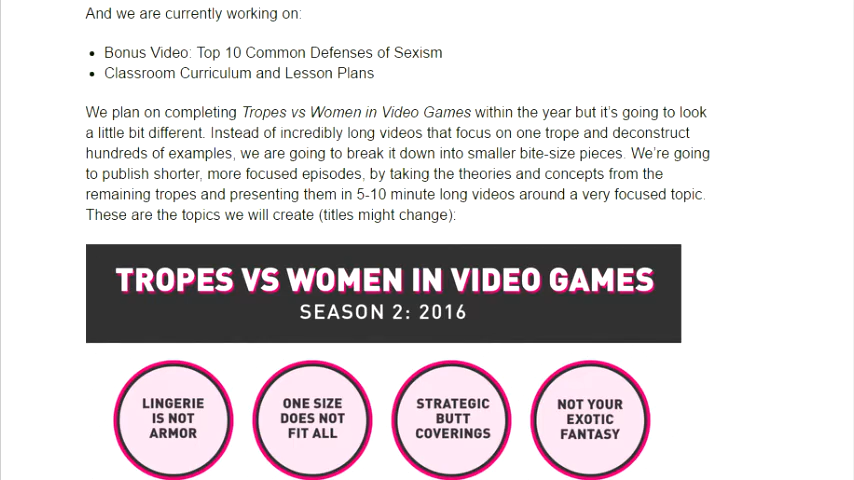 And we are currently working on:
• Bonus Video: Top 10 Common Defenses of Sexism
• Classroom Curriculum and Lesson Plans
We plan on completing Tropes vs Women in Video Games within the year but it's going to look
a little bit different. Instead of incredibly long videos that focus on one trope and deconstruct
hundreds of examples, we are going to break it down into smaller bite-size pieces. We're going
to publish shorter, more focused episodes, by taking the theories and concepts from the
remaining tropes and presenting them in 5-10 minute long videos around a very focused topic.
These are the topics we will create (titles might change):
TROPES VS WOMEN IN VIDEO GAMES
SEASON 2: 2016
LINGERIE
IS NOT
ARMOR
ONE SIZE
DOES NOT
FIT ALL
STRATEGIC
BUTT
COVERINGS
NOT YOUR
EXOTIC
FANTASY